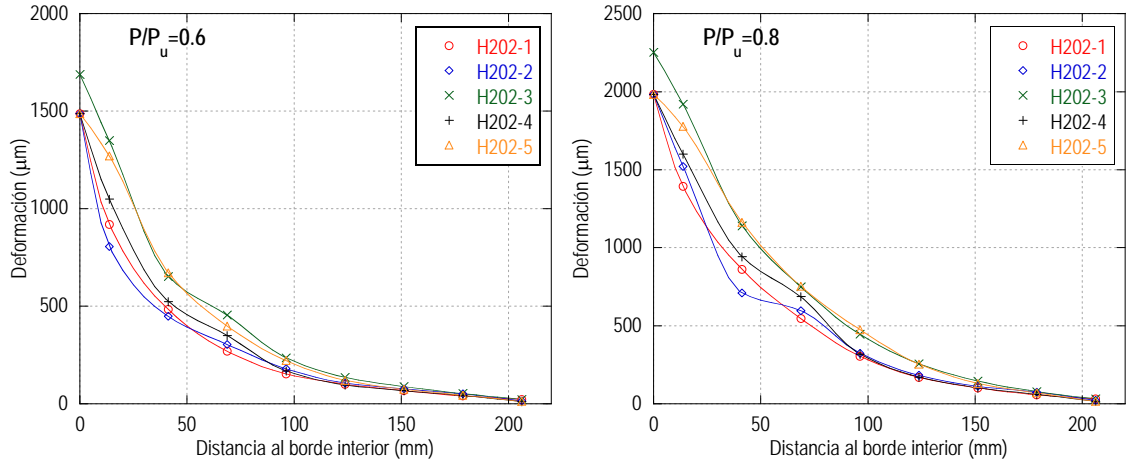 2000
1500
1000
500
0
Deformación (μm)
P/Pu=0.6
H202-1
H202-2
H202-3
H202-4
H202-5
0 50 100 150 200
Distancia al borde interior (mm)
2500
2000
1500
1000
500
0
Deformación (μm)
P/Pu=0.8
H202-1
H202-2
H202-3
H202-4
H202-5
0 50 100 150 200
Distancia al borde interior (mm)